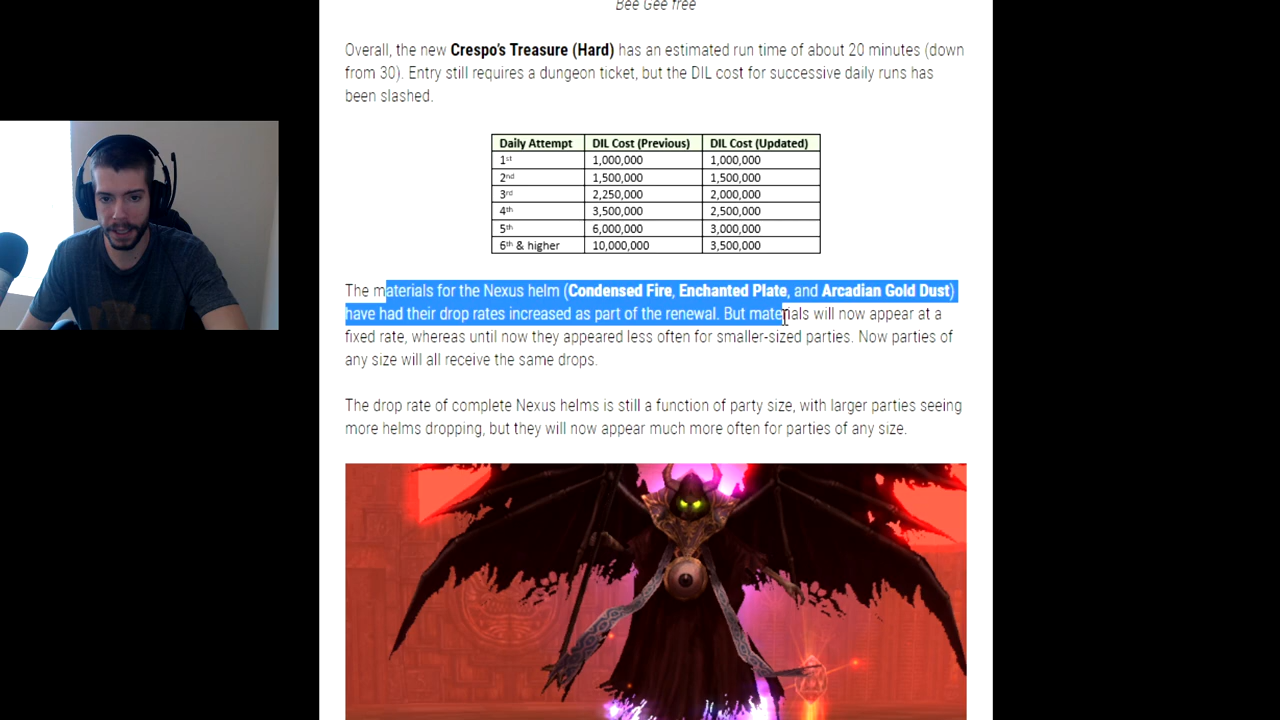 Bee Gee free
Overall, the new Crespo's Treasure (Hard) has an estimated run time of about 20 minutes (down
from 30). Entry still requires a dungeon ticket, but the DIL cost for successive daily runs has
been slashed.
Daily Attempt DIL Cost (Previous) DIL Cost (Updated)
1st 1,000,000 1,000,000
2nd 1,500,000 1,500,000
3rd 2,250,000 2,000,000
4th 3,500,000 2,500,000
5th 6,000,000 3,000,000
6th & higher 10,000,000 3,500,000
The materials for the Nexus helm (Condensed Fire, Enchanted Plate, and Arcadian Gold Dust)
have had their drop rates increased as part of the renewal. But materials will now appear at a
fixed rate, whereas until now they appeared less often for smaller-sized parties. Now parties of
any size will all receive the same drops.
The drop rate of complete Nexus helms is still a function of party size, with larger parties seeing
more helms dropping, but they will now appear much more often for parties of any size.